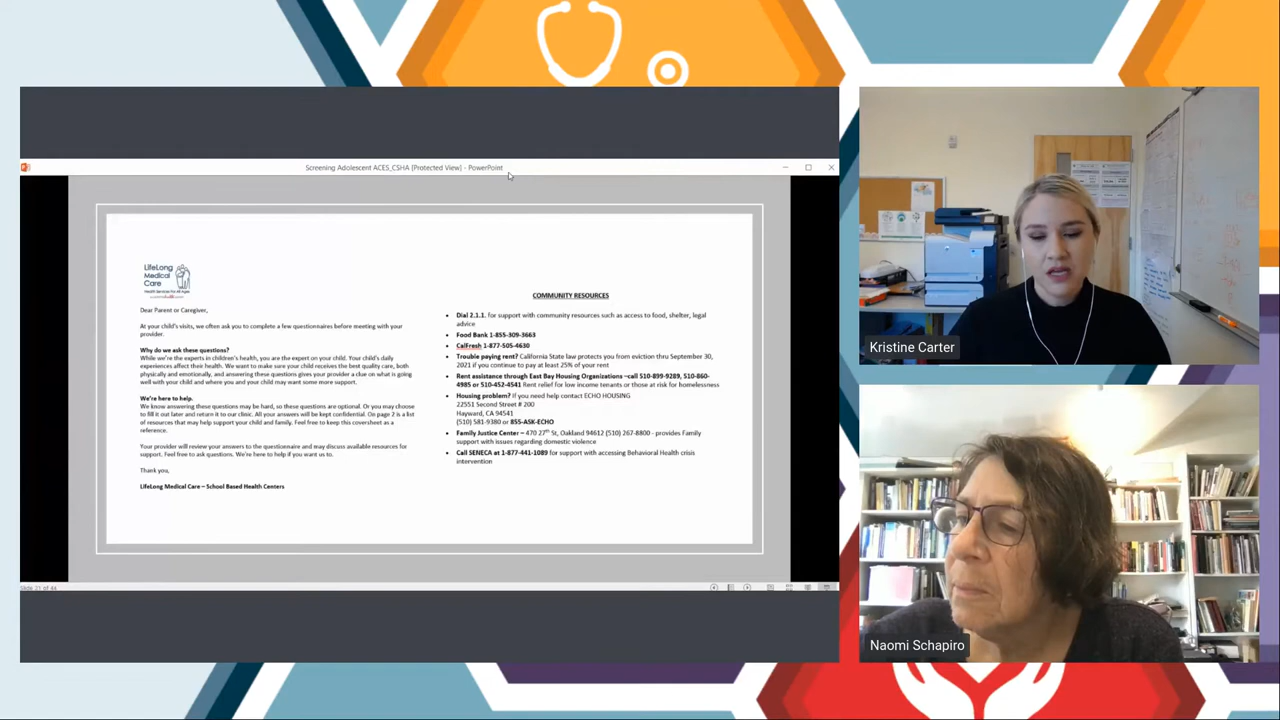 Screening Adolescent ACES_CSHA [Protected View] - PowerPoint
LifeLong
Medical
Care
Health Services For All Ages
Dear Parent or Caregiver,
At your child's visits, we often ask you to complete a few questionnaires before meeting with your
provider.
Why do we ask these questions?
While we're the experts in children's health, you are the expert on your child. Your child's daily
experiences affect their health. We want to make sure your child receives the best quality care, both
physically and emotionally, and answering these questions gives your provider a clue on what is going
well with your child and where you and your child may want some more support.
We're here to help.
We know answering these questions may be hard, so these questions are optional. Or you may choose
to fill it out later and return it to our clinic. All your answers will be kept confidential. On page 2 is a list
of resources that may help support your child and family. Feel free to keep this coversheet as a
reference.
Your provider will review your answers to the questionnaire and may discuss available resources for
support. Feel free to ask questions. We're here to help if you want us to.
Thank you,
LifeLong Medical Care – School Based Health Centers
COMMUNITY RESOURCES
• Dial 2.1.1. for support with community resources such as access to food, shelter, legal
advice
• Food Bank 1-855-309-3663
• CalFresh 1-877-505-4630
• Trouble paying rent? California State law protects you from eviction thru September 30,
2021 if you continue to pay at least 25% of your rent
• Rent assistance through East Bay Housing Organizations –call 510-899-9289, 510-860-
4985 or 510-452-4541 Rent relief for low income tenants or those at risk for homelessness
• Housing problem? If you need help contact ECHO HOUSING
22551 Second Street # 200
Hayward, CA 94541
(510) 581-9380 or 855-ASK-ECHO
• Family Justice Center – 470 27th St, Oakland 94612 (510) 267-8800 - provides Family
support with issues regarding domestic violence
• Call SENECA at 1-877-441-1089 for support with accessing Behavioral Health crisis
intervention
Slide 21 of 44
Kristine Carter
Naomi Schapiro